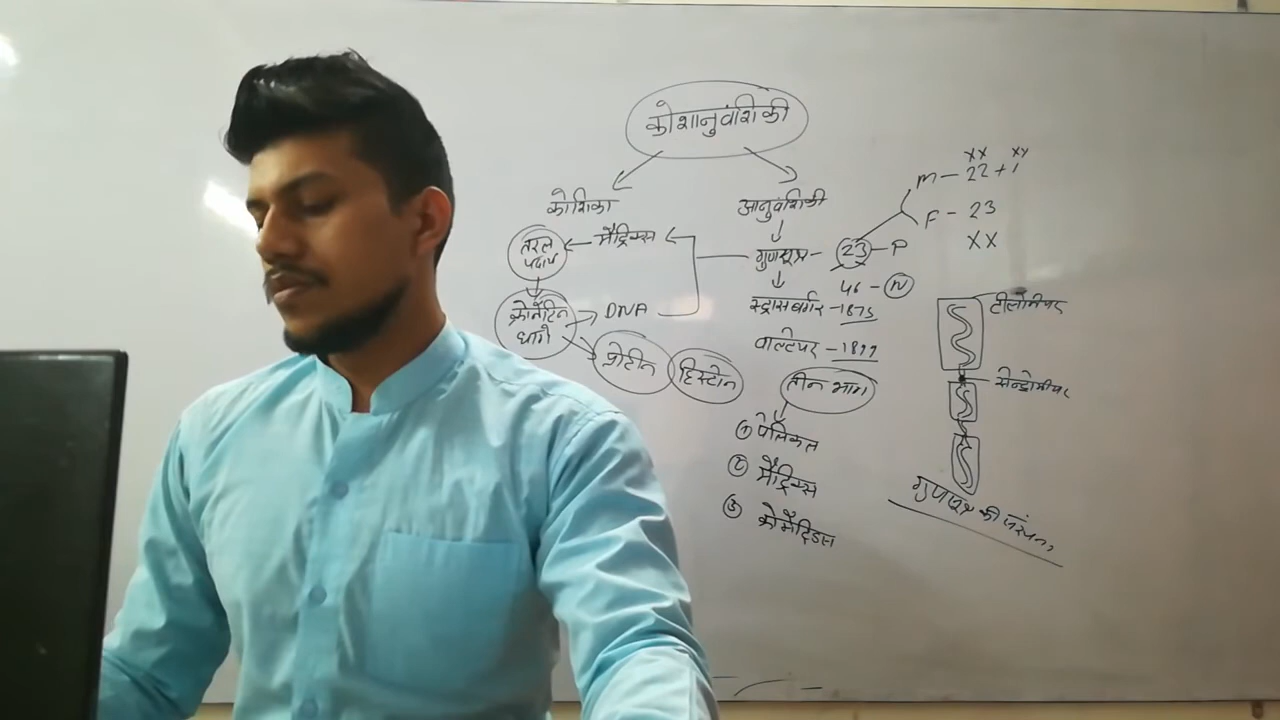 कोशानुवंशिकी
कोशिका
आनुवंशिकी
तरल पदार्थ ← मैट्रिक्स
गुणसूत्र - 23 - P
46 - N
M - 22 + 1
XX XY
F - 23
XX
क्रोमैटिन धागे
DNA
प्रोटीन
हिस्टोन
स्ट्रासबर्गर - 1875
वाल्टेयर - 1899
तीन भाग
① पेलिकल
② मैट्रिक्स
③ क्रोमैटिड्स
टीलोमियर
सेन्ट्रोमीयर
गुणसूत्र की संरचना